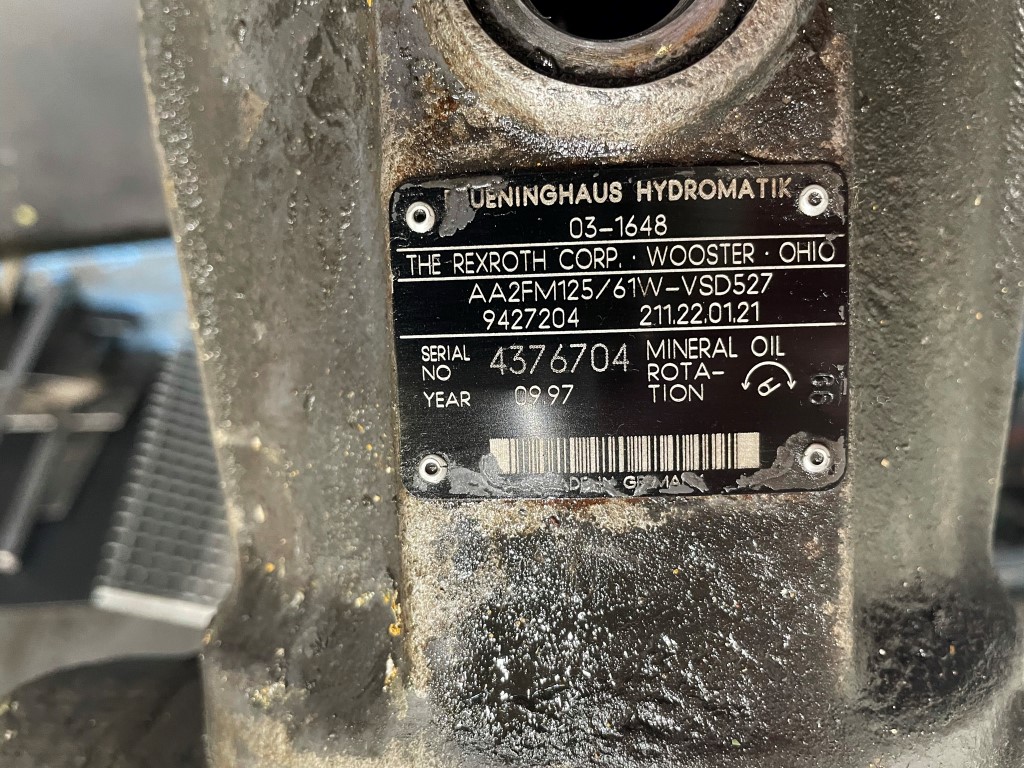 UENINGHAUS HYDROMATIK
03-1648
THE REXROTH CORP. · WOOSTER · OHIO
AA2FM125/61W-VSD527
9427204 211.22.01.21
SERIAL NO 4376704
YEAR 09 97
MINERAL OIL
ROTA-
TION